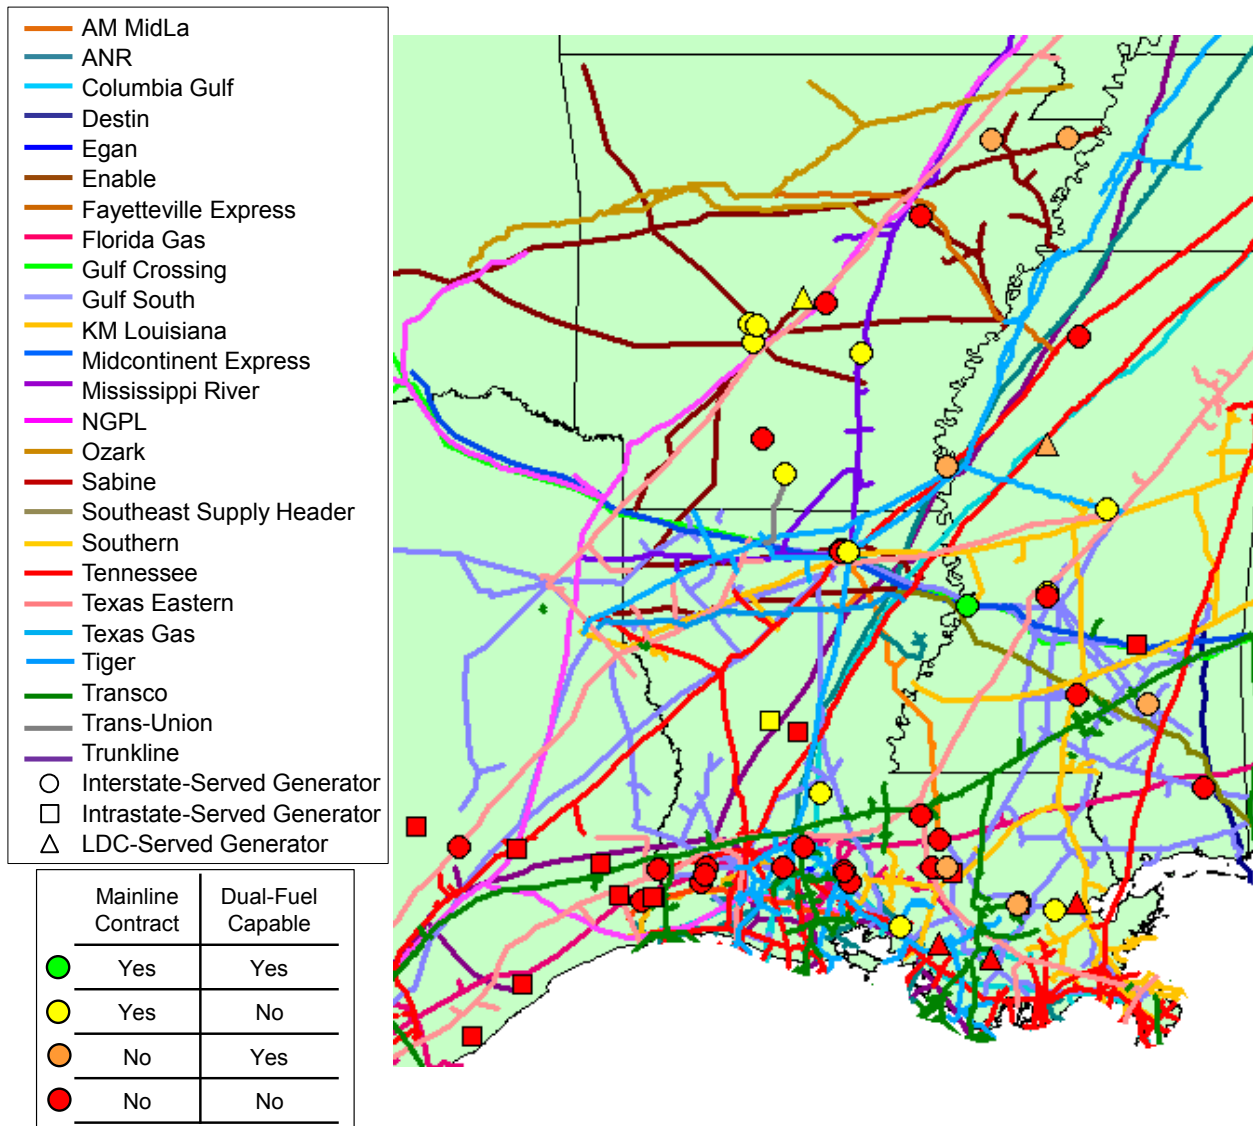 AM MidLa
ANR
Columbia Gulf
Destin
Egan
Enable
Fayetteville Express
Florida Gas
Gulf Crossing
Gulf South
KM Louisiana
Midcontinent Express
Mississippi River
NGPL
Ozark
Sabine
Southeast Supply Header
Southern
Tennessee
Texas Eastern
Texas Gas
Tiger
Transco
Trans-Union
Trunkline
Interstate-Served Generator
Intrastate-Served Generator
LDC-Served Generator
Mainline Contract
Dual-Fuel Capable
Yes Yes
Yes No
No Yes
No No